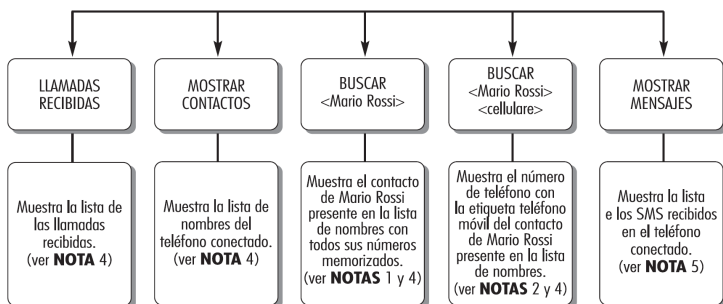 LLAMADAS
RECIBIDAS
MOSTRAR
CONTACTOS
BUSCAR
<Mario Rossi>
BUSCAR
<Mario Rossi>
<cellulare>
MOSTRAR
MENSAJES
Muestra la lista de
las llamadas
recibidas.
(ver NOTA 4)
Muestra la lista de
nombres del
teléfono conectado.
(ver NOTA 4)
Muestra el contacto
de Mario Rossi
presente en la lista
de nombres con
todos sus números
memorizados.
(ver NOTAS 1 y 4)
Muestra el número
de teléfono con
la etiqueta teléfono
móvil del contacto
de Mario Rossi
presente en la lista
de nombres.
(ver NOTAS 2 y 4)
Muestra la lista
e los SMS recibidos
en el teléfono
conectado.
(ver NOTA 5)